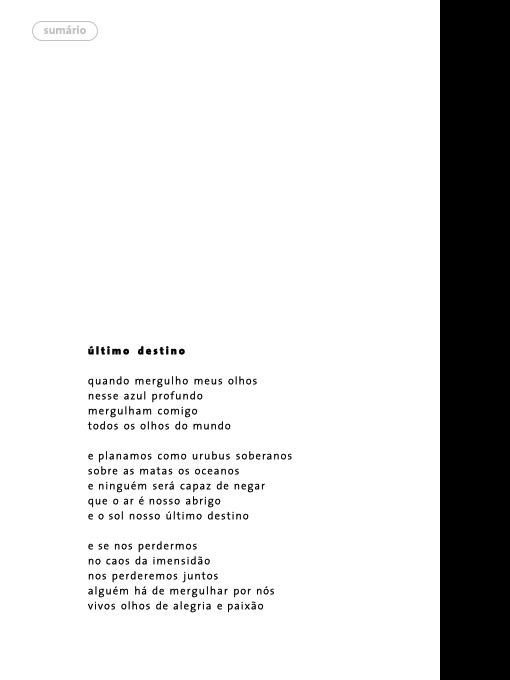 sumário
último destino
quando mergulho meus olhos
nesse azul profundo
mergulham comigo
todos os olhos do mundo
e planamos como urubus soberanos
sobre as matas os oceanos
e ninguém será capaz de negar
que o ar é nosso abrigo
e o sol nosso último destino
e se nos perdermos
no caos da imensidão
nos perderemos juntos
alguém há de mergulhar por nós
vivos olhos de alegria e paixão